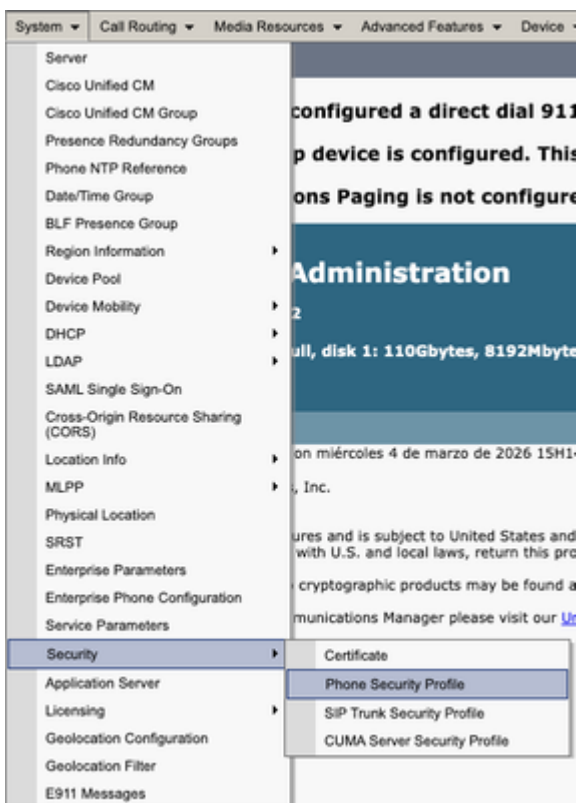 System Call Routing Media Resources Advanced Features Device
Server
Cisco Unified CM
Cisco Unified CM Group
Presence Redundancy Groups
Phone NTP Reference
Date/Time Group
BLF Presence Group
Region Information
Device Pool
Device Mobility
DHCP
LDAP
SAML Single Sign-On
Cross-Origin Resource Sharing
(CORS)
Location Info
MLPP
Physical Location
SRST
Enterprise Parameters
Enterprise Phone Configuration
Service Parameters
Security
Application Server
Licensing
Geolocation Configuration
Geolocation Filter
E911 Messages
Certificate
Phone Security Profile
SIP Trunk Security Profile
CUMA Server Security Profile
configured a direct dial 911
p device is configured. This
ons Paging is not configure
Administration
2
ull, disk 1: 110Gbytes, 8192Mbyte
on miércoles 4 de marzo de 2026 15H1
, Inc.
ures and is subject to United States and
with U.S. and local laws, return this pro
cryptographic products may be found a
munications Manager please visit our Un